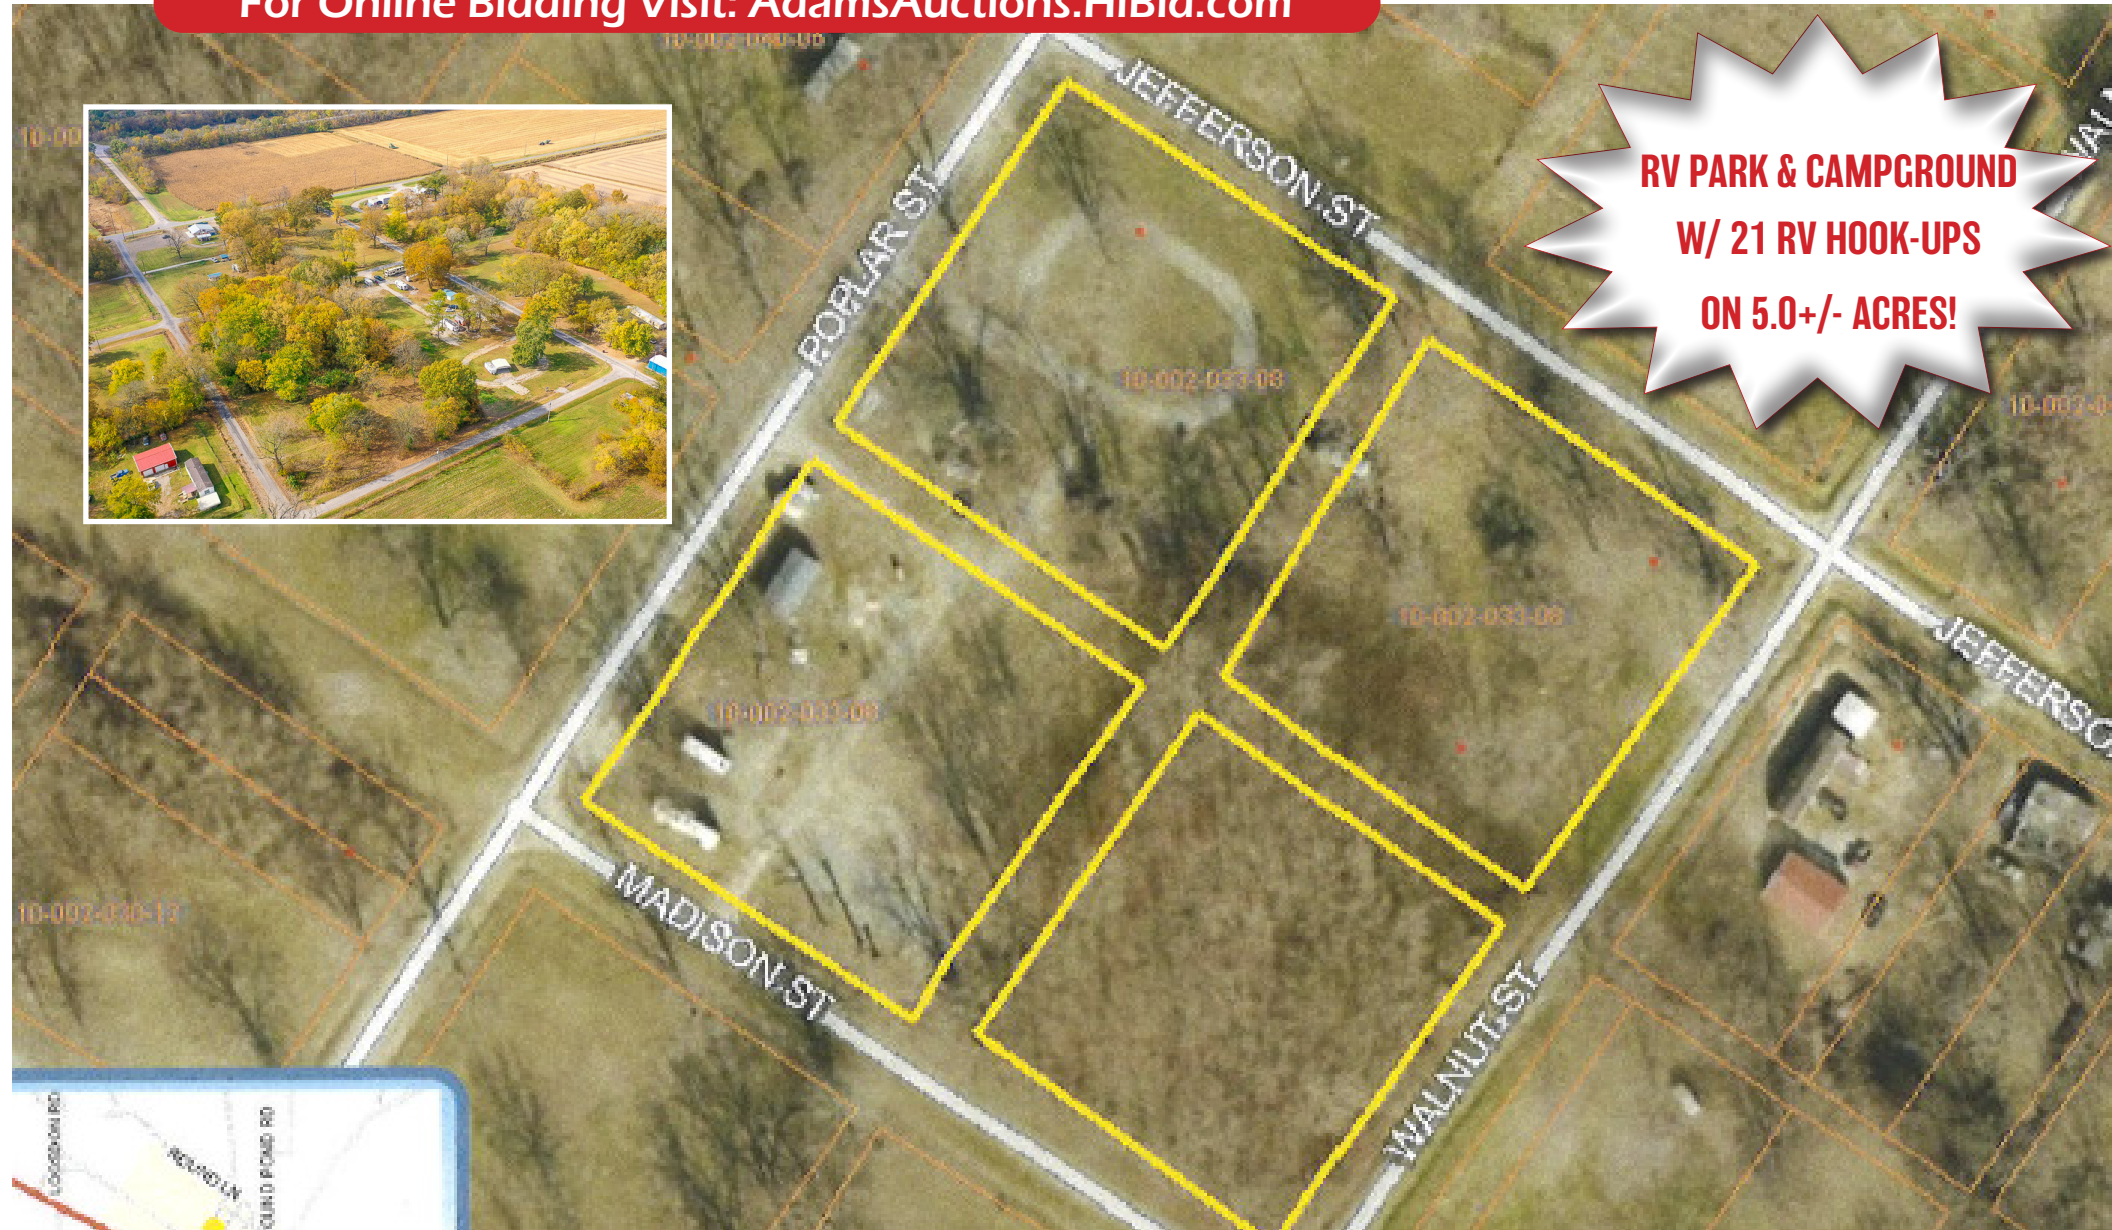 For Online Bidding Visit: AdamsAuctions.HiBid.com
JEFFERSON ST
RV PARK & CAMPGROUND
W/ 21 RV HOOK-UPS
ON 5.0+/- ACRES!
POPLAR ST
10-002-033-08
10-002-033-08
10-002-033-08
MADISON ST
WALNUT ST